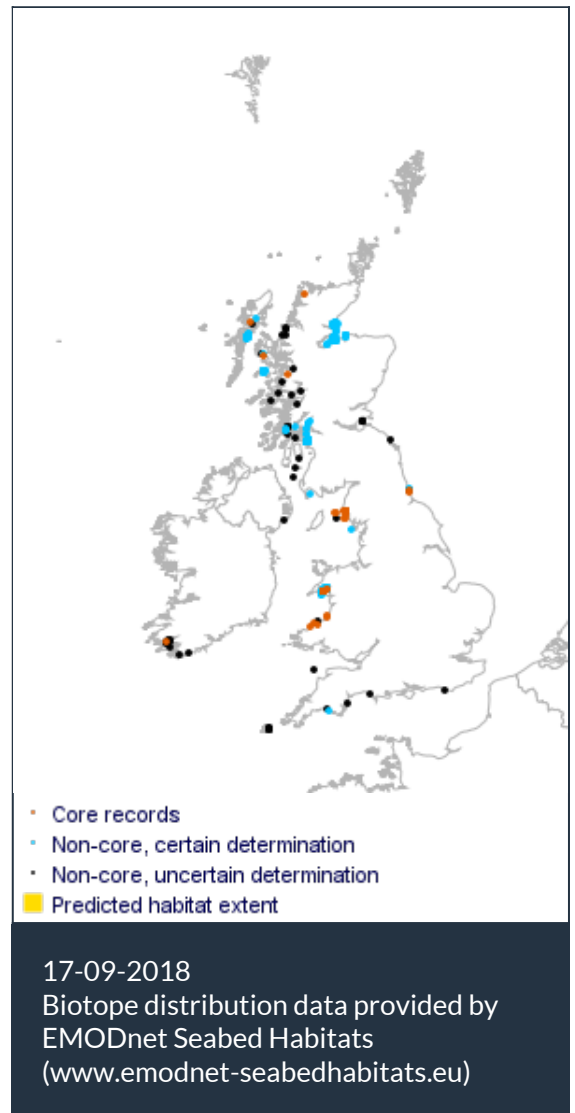 Core records
Non-core, certain determination
Non-core, uncertain determination
Predicted habitat extent
17-09-2018
Biotope distribution data provided by
EMODnet Seabed Habitats
(www.emodnet-seabedhabitats.eu)